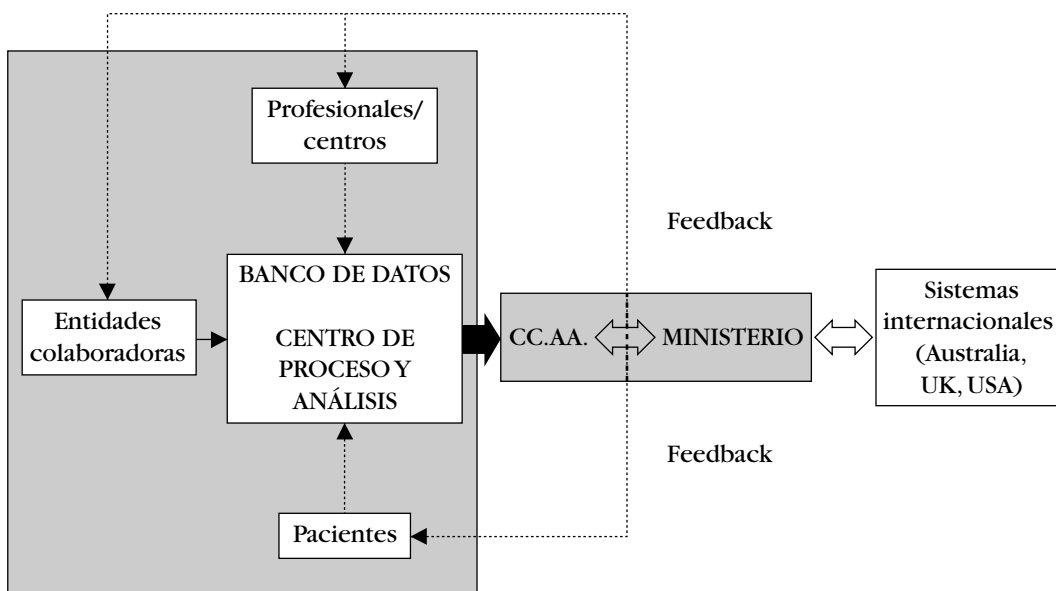 Profesionales/
centros
Feedback
BANCO DE DATOS
CENTRO DE
PROCESO Y
ANÁLISIS
Entidades
colaboradoras
CC.AA.
MINISTERIO
Sistemas
internacionales
(Australia,
UK, USA)
Feedback
Pacientes